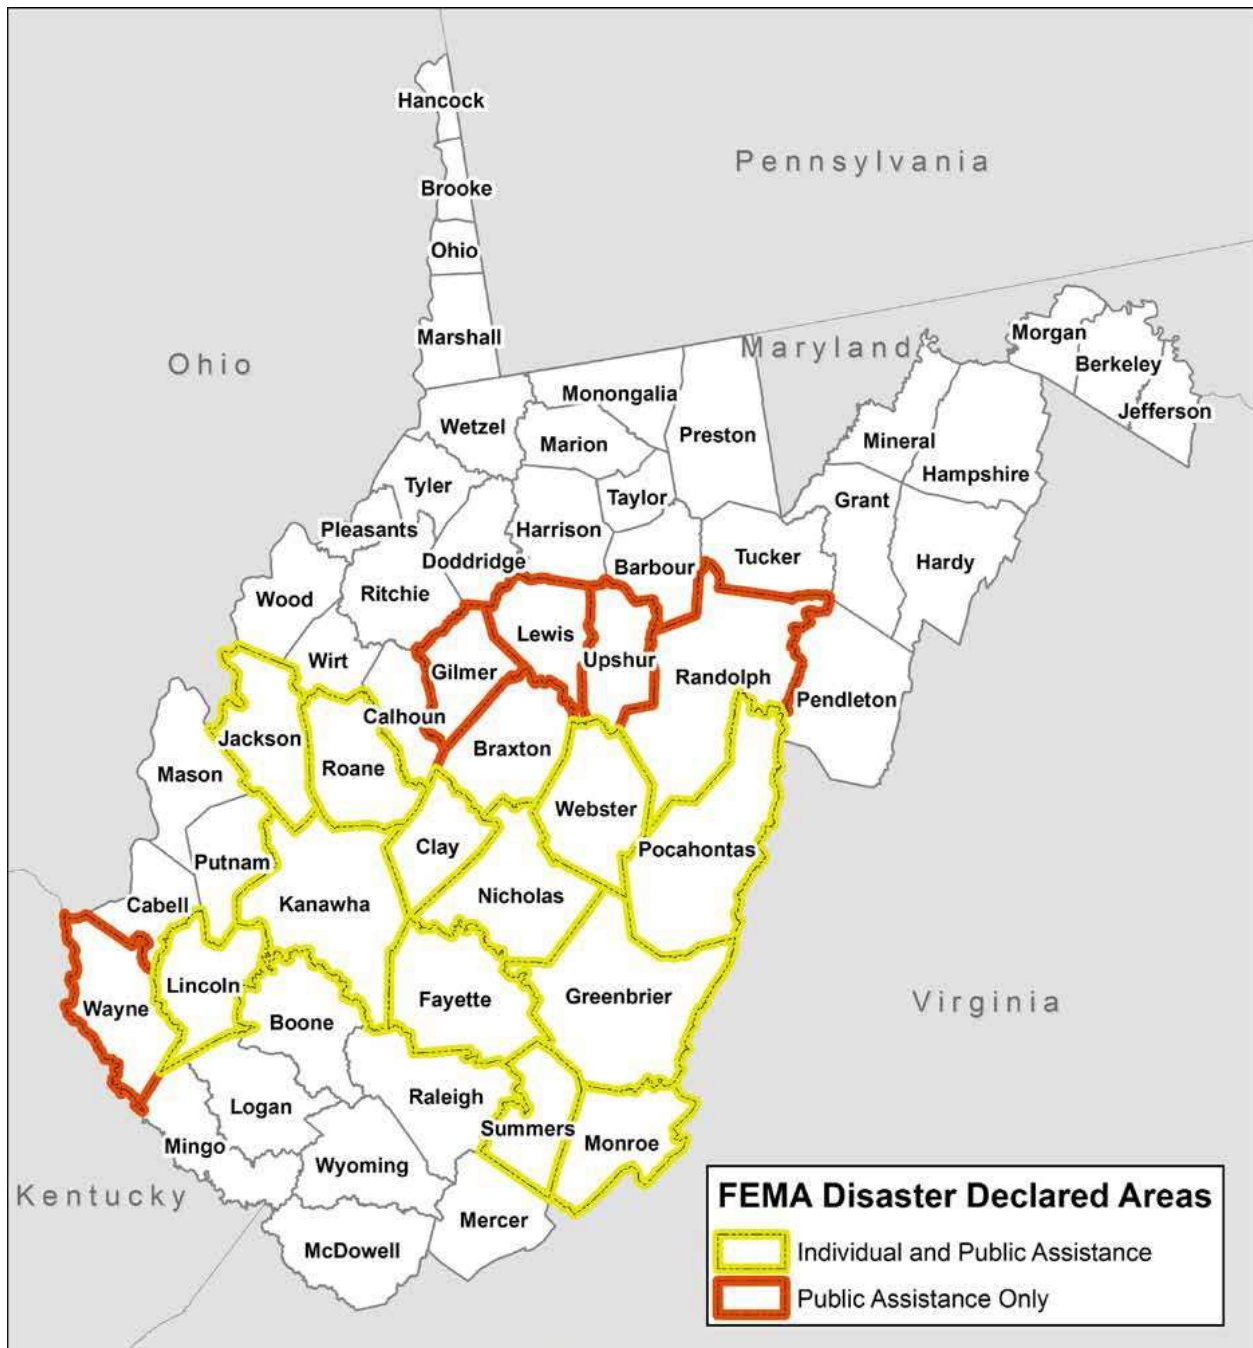 Hancock
Pennsylvania
Brooke
Ohio
Marshall
Ohio
Maryland
Morgan
Berkeley
Jefferson
Monongalia
Wetzel
Marion
Preston
Mineral
Hampshire
Tyler
Taylor
Grant
Pleasants
Harrison
Doddridge
Barbour
Tucker
Hardy
Wood
Ritchie
Lewis
Wirt
Gilmer
Upshur
Randolph
Pendleton
Calhoun
Jackson
Braxton
Roane
Mason
Webster
Clay
Pocahontas
Putnam
Nicholas
Cabell
Kanawha
Lincoln
Fayette
Greenbrier
Virginia
Wayne
Boone
Raleigh
Logan
Summers
Monroe
Mingo
Wyoming
Kentucky
Mercer
McDowell
FEMA Disaster Declared Areas
Individual and Public Assistance
Public Assistance Only